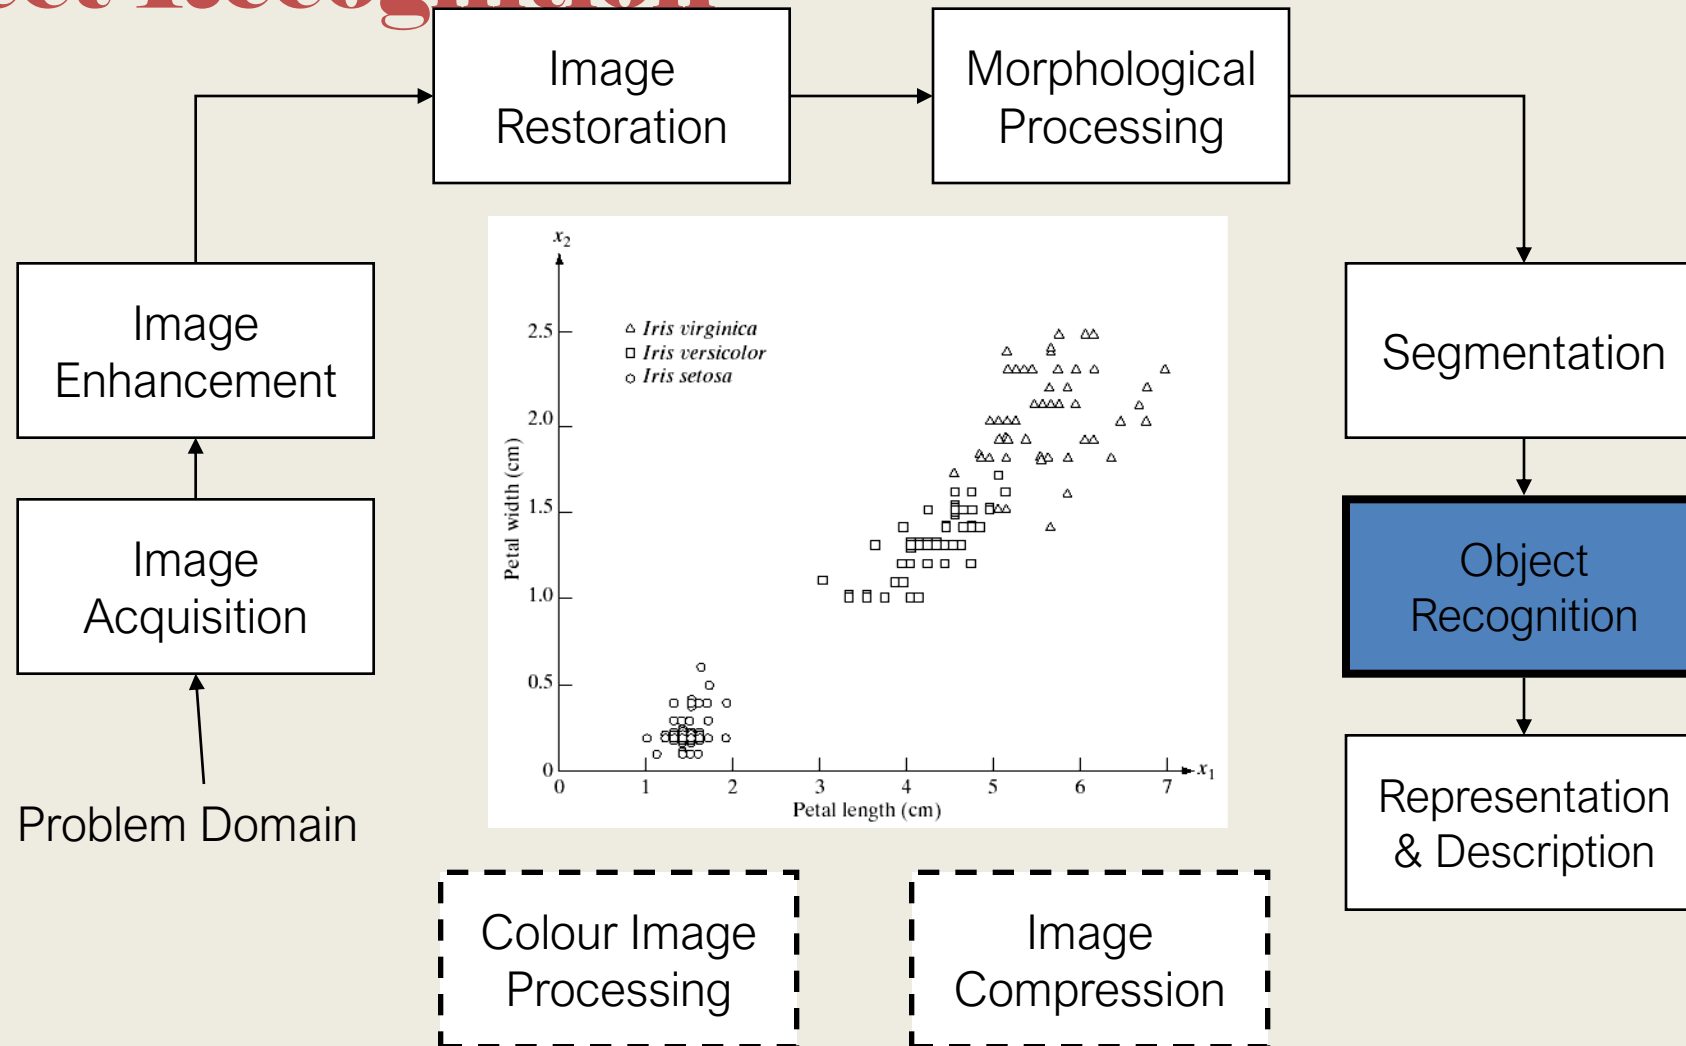 Recognition
Image
Restoration
Morphological
Processing
Image
Enhancement
Segmentation
Image
Acquisition
Object
Recognition
Problem Domain
Representation
& Description
x2
2.5
2.0
1.5
1.0
0.5
0
Petal width (cm)
Iris virginica
Iris versicolor
Iris setosa
0 1 2 3 4 5 6 7
x1
Petal length (cm)
Colour Image
Processing
Image
Compression